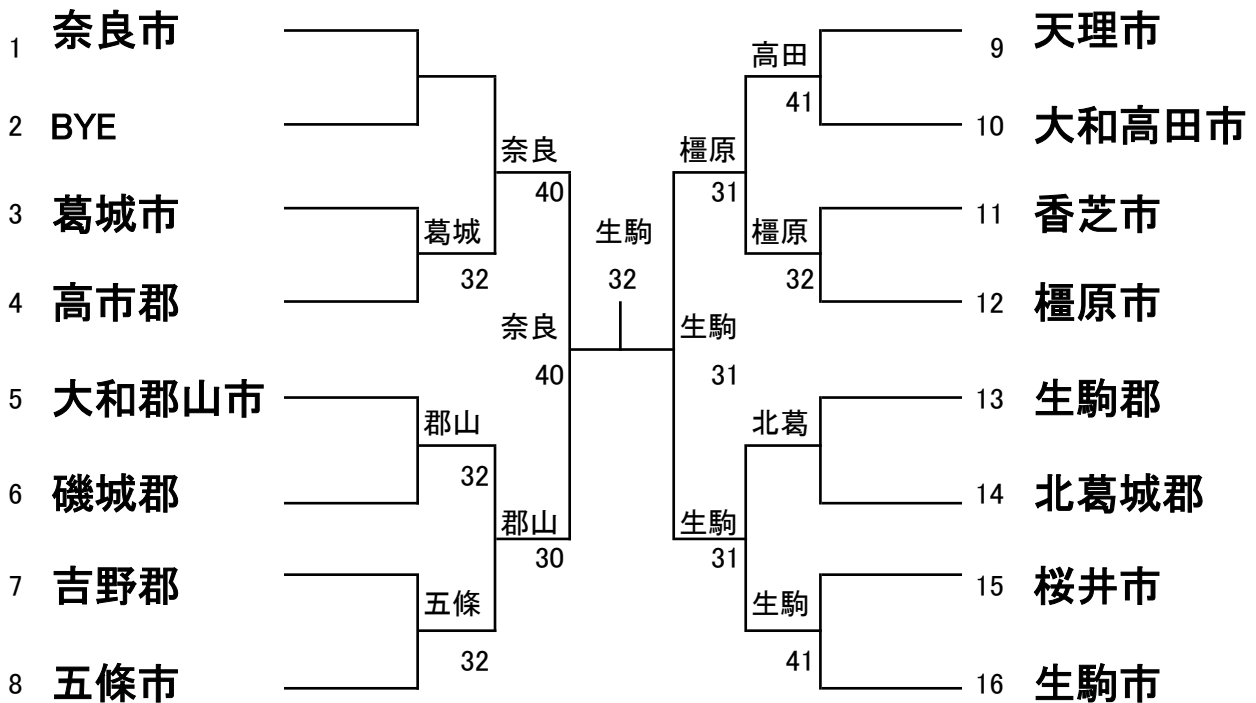 1 奈良市
2 BYE
3 葛城市
4 高市郡
5 大和郡山市
6 磯城郡
7 吉野郡
8 五條市
葛城
32
郡山
32
五條
32
奈良
40
郡山
30
奈良
40
生駒
32
生駒
31
橿原
31
生駒
31
高田
41
橿原
32
北葛
生駒
41
9 天理市
10 大和高田市
11 香芝市
12 橿原市
13 生駒郡
14 北葛城郡
15 桜井市
16 生駒市